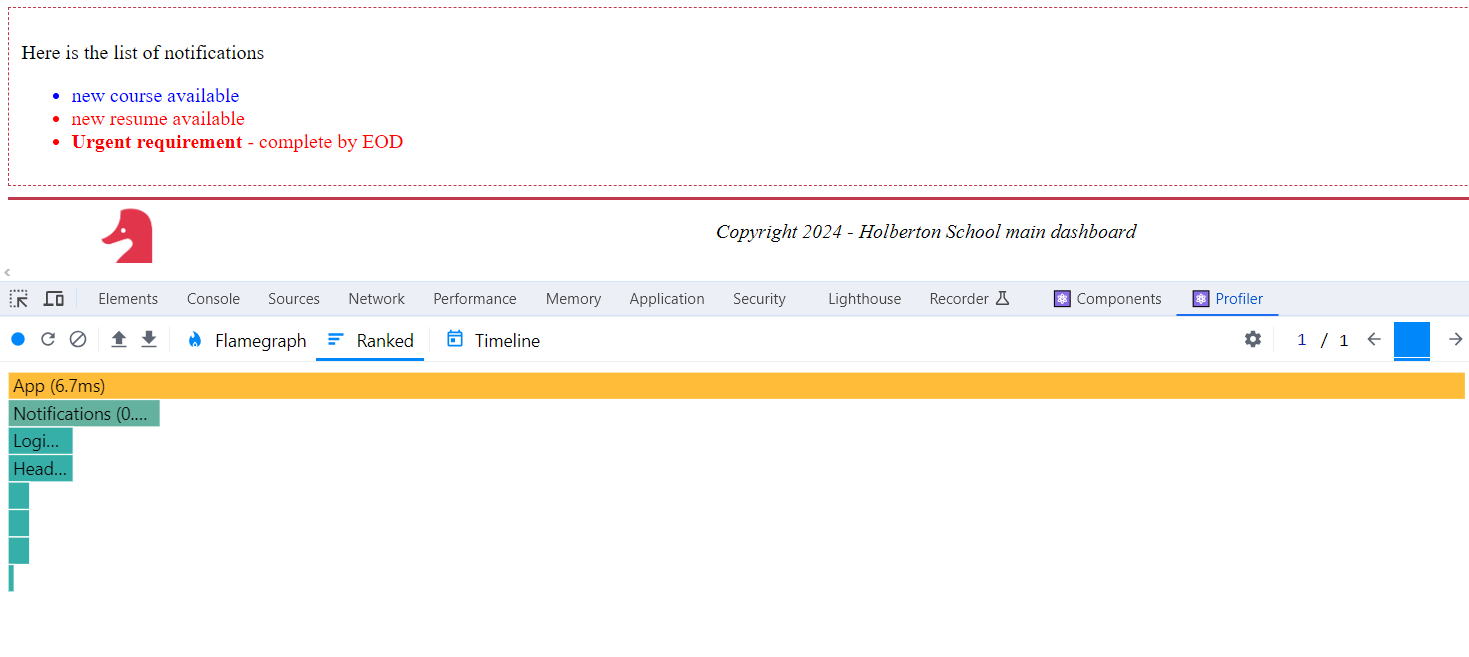 Here is the list of notifications
new course available
new resume available
Urgent requirement - complete by EOD
Copyright 2024 - Holberton School main dashboard
Elements Console Sources Network Performance Memory Application Security Lighthouse Recorder Components Profiler
Flamegraph Ranked Timeline 1 / 1
App (6.7ms)
Notifications (0....
Logi...
Head...